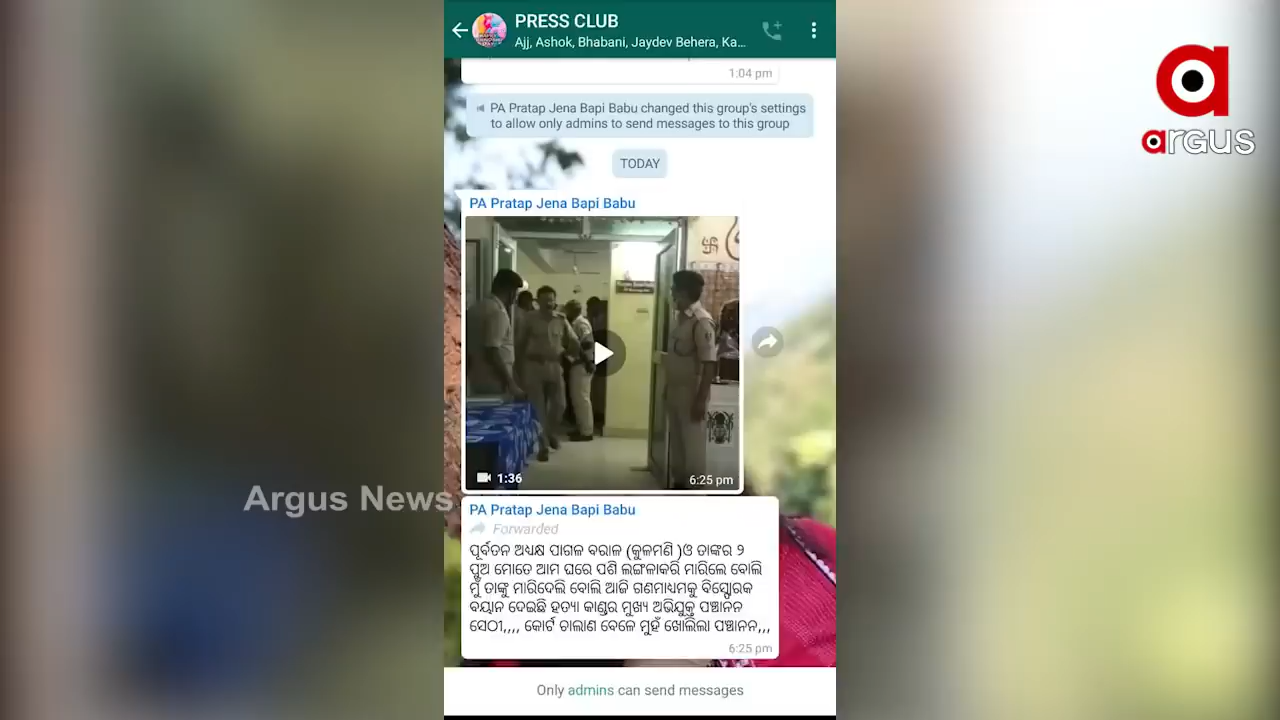 PRESS CLUB
Ajj, Ashok, Bhabani, Jaydev Behera, Ka...
1:04 pm
PA Pratap Jena Bapi Babu changed this group's settings
to allow only admins to send messages to this group
TODAY
PA Pratap Jena Bapi Babu
1:36
6:25 pm
PA Pratap Jena Bapi Babu
Forwarded
ପୂର୍ବତନ ଅଧ୍ୟକ୍ଷ ପାଗଳ ବରାଳ (କୁଳମଣି )ଓ ତାଙ୍କର ୨
ପୁଅ ମୋତେ ଆମ ଘରେ ପଶି ଲଙ୍ଗଳାକରି ମାରିଲେ ବୋଲି
ମୁଁ ତାଙ୍କୁ ମାରିଦେଲି ବୋଲି ଆଜି ଗଣମାଧ୍ୟମକୁ ବିସ୍ଫୋରକ
ବୟାନ ଦେଇଛି ହତ୍ୟା କାଣ୍ଡର ମୁଖ୍ୟ ଅଭିଯୁକ୍ତ ପଞ୍ଚାନନ
ସେଠୀ,,,, କୋର୍ଟ ଚାଲାଣ ବେଳେ ମୁହଁ ଖୋଲିଲା ପଞ୍ଚାନନ,,,
6:25 pm
Only admins can send messages
Argus News
argus